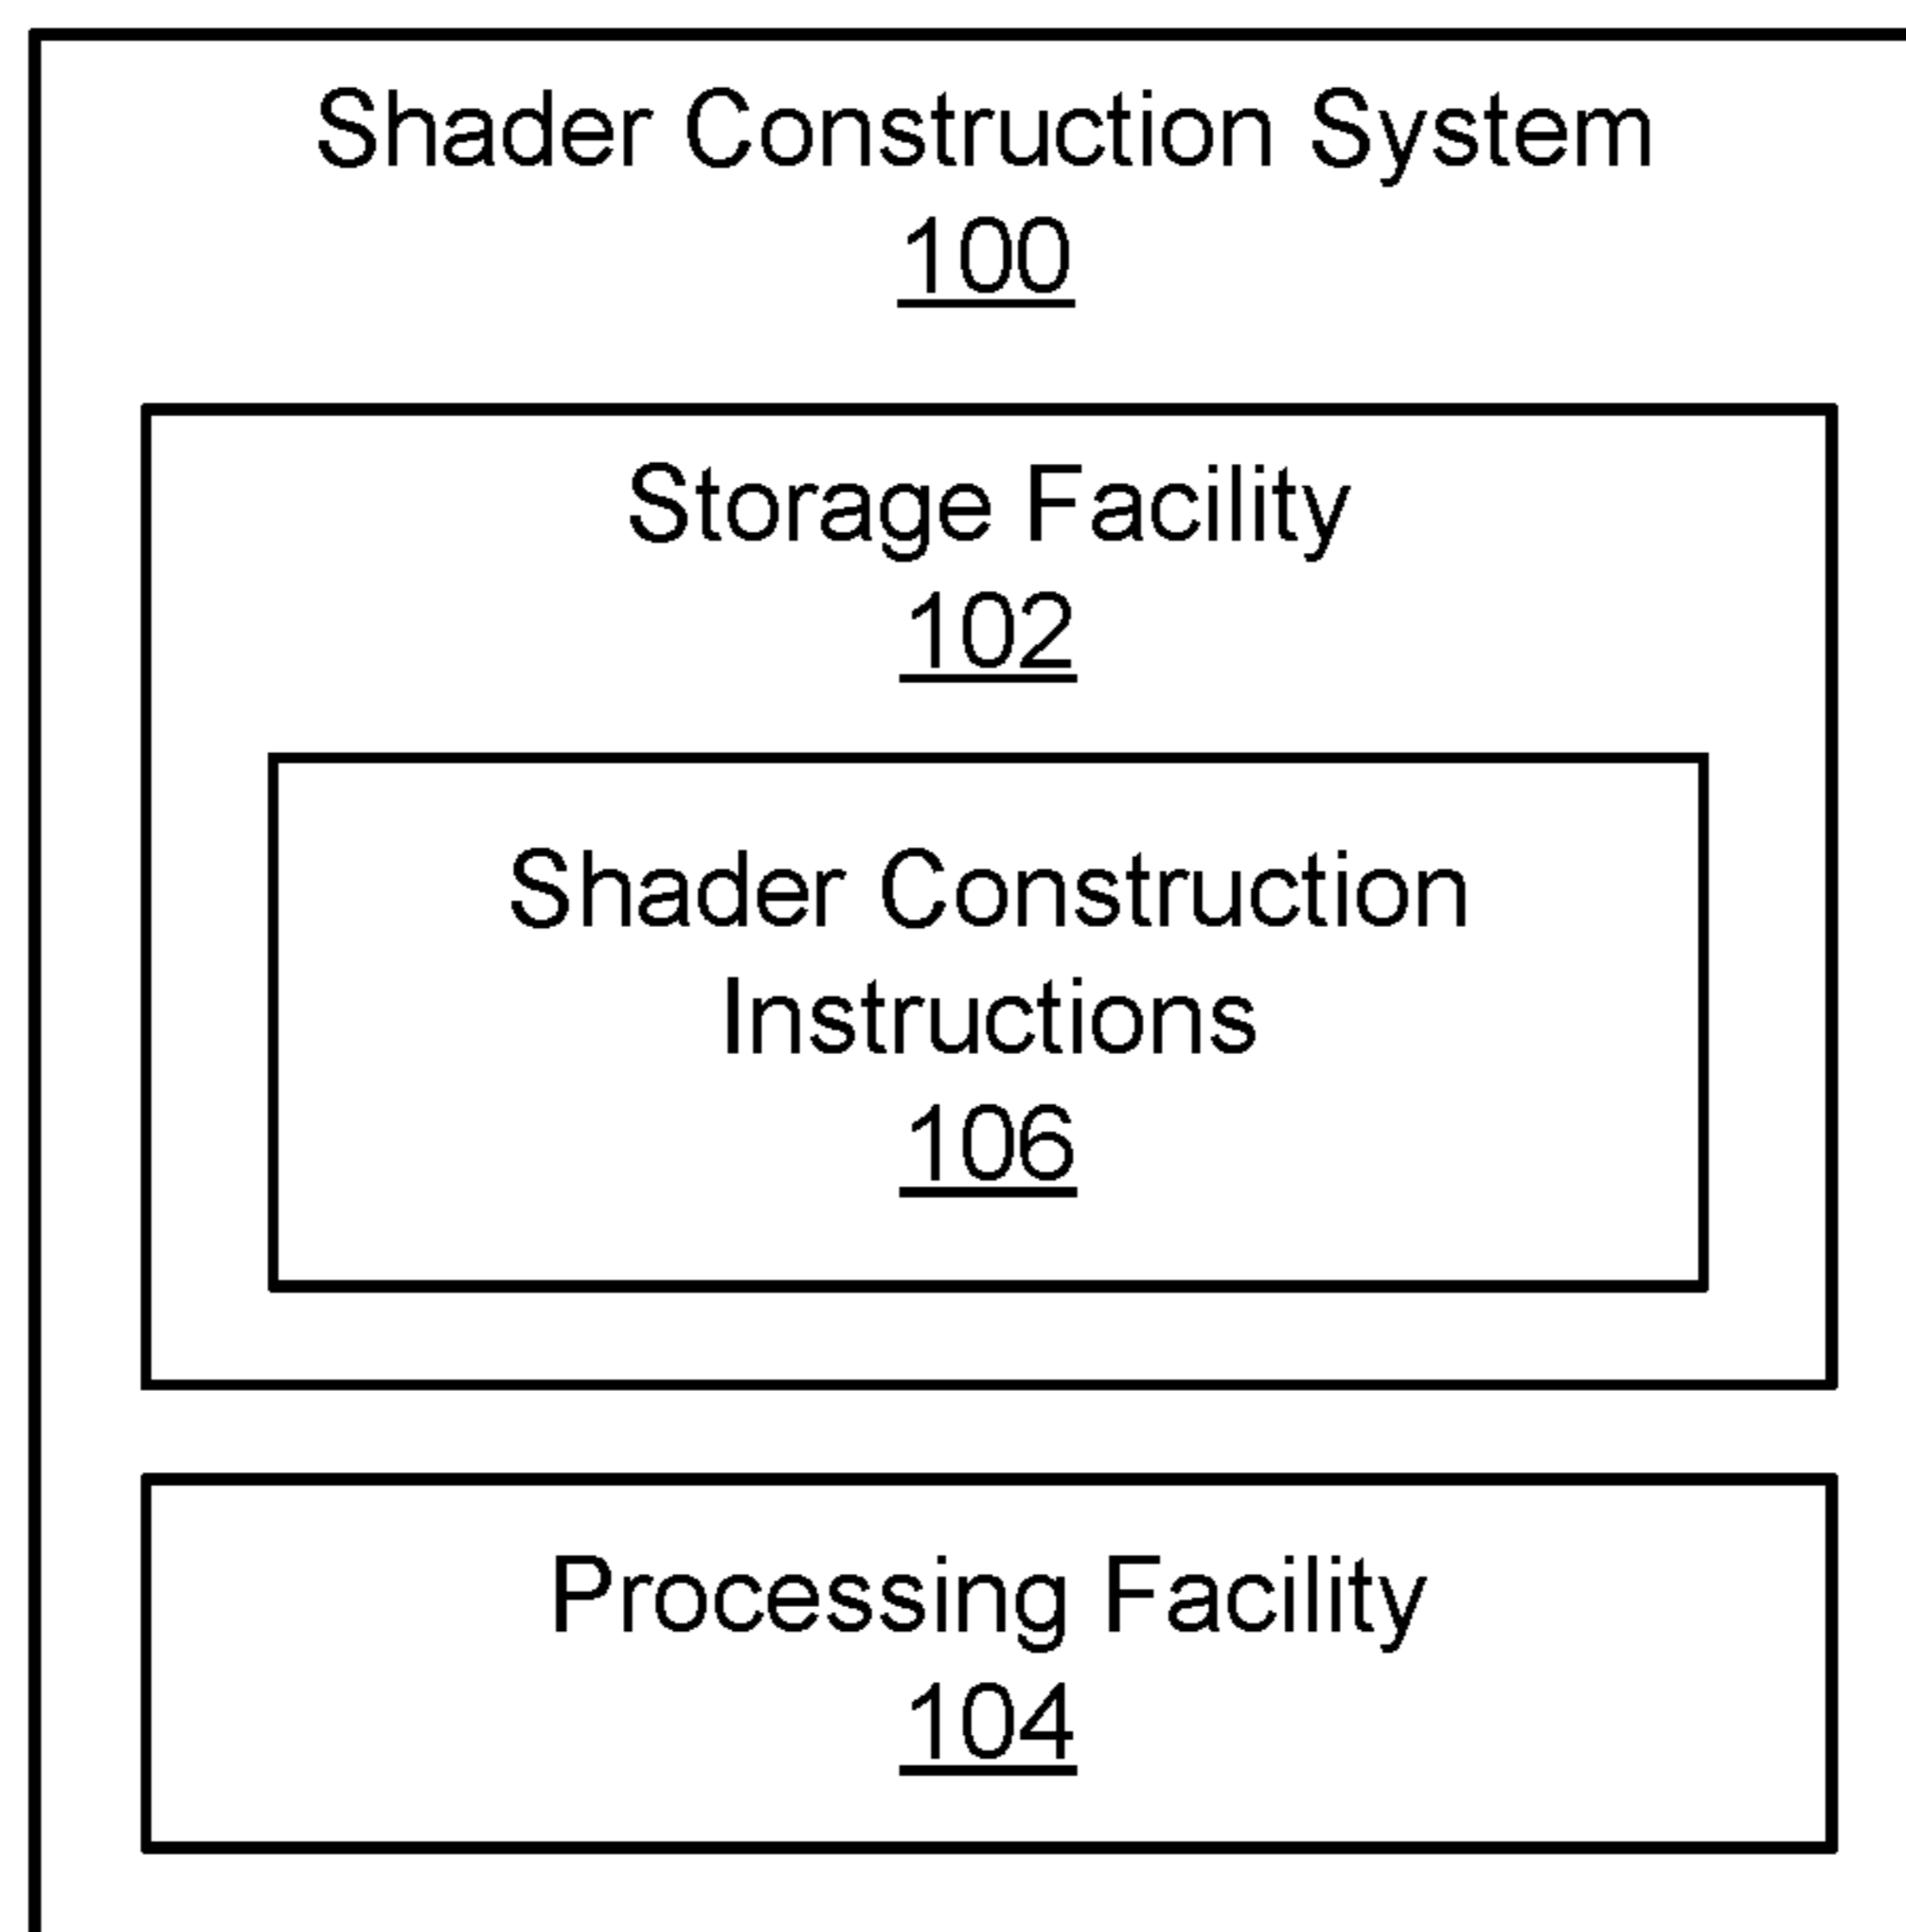 Shader Construction System
100
Storage Facility
102
Shader Construction
Instructions
106
Processing Facility
104